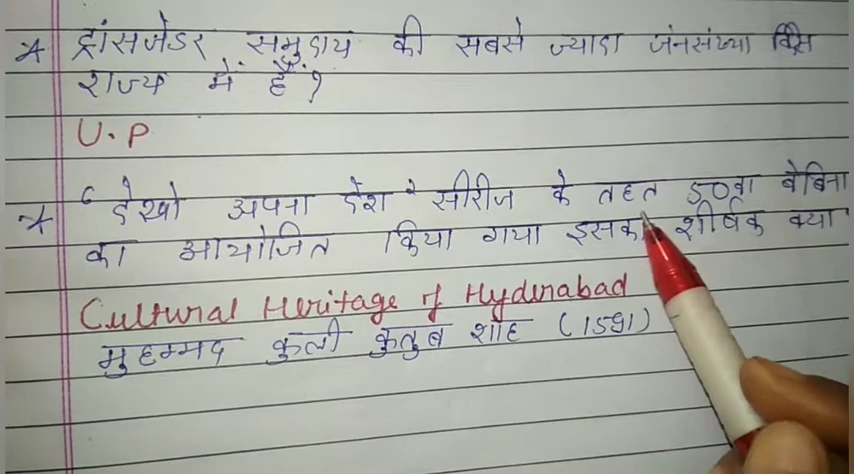 ट्रांसजेंडर समुदाय की सबसे ज्यादा जनसंख्या किस
राज्य में हैं?
U.P
"देखो अपना देश" सीरीज के तहत 50वा वेबिना
का आयोजित किया गया इसका शीर्षक क्या
Cultural Heritage of Hyderabad
मुहम्मद कुली कुतुब शाह (1591)